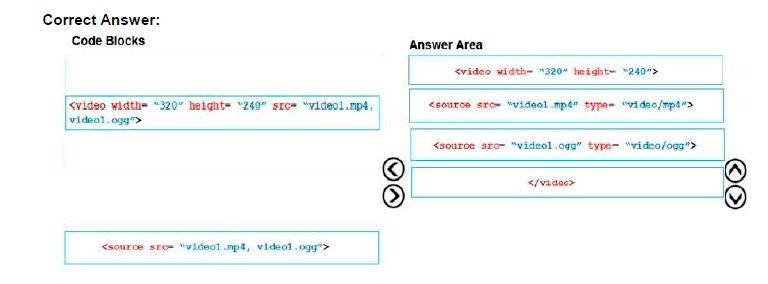 Correct Answer:
Code Blocks
Answer Area
<video width= "320" height= "240">
<video width= "320" height= "240" src= "video1.mp4,
video1.ogg">
<source src= "video1.mp4" type= "video/mp4">
<source src= "video1.ogg" type= "video/ogg">
</video>
<source src= "video1.mp4, video1.ogg">